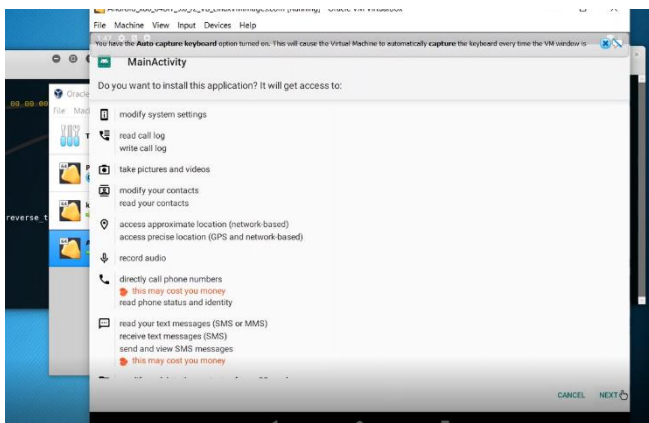 File Machine View Input Devices Help
You have the Auto capture keyboard option turned on. This will cause the Virtual Machine to automatically capture the keyboard every time the VM window is
MainActivity
Do you want to install this application? It will get access to:
modify system settings
read call log
write call log
take pictures and videos
modify your contacts
read your contacts
access approximate location (network-based)
access precise location (GPS and network-based)
record audio
directly call phone numbers
this may cost you money
read phone status and identity
read your text messages (SMS or MMS)
receive text messages (SMS)
send and view SMS messages
this may cost you money
CANCEL NEXT
Oracle
File Mac
reverse_t